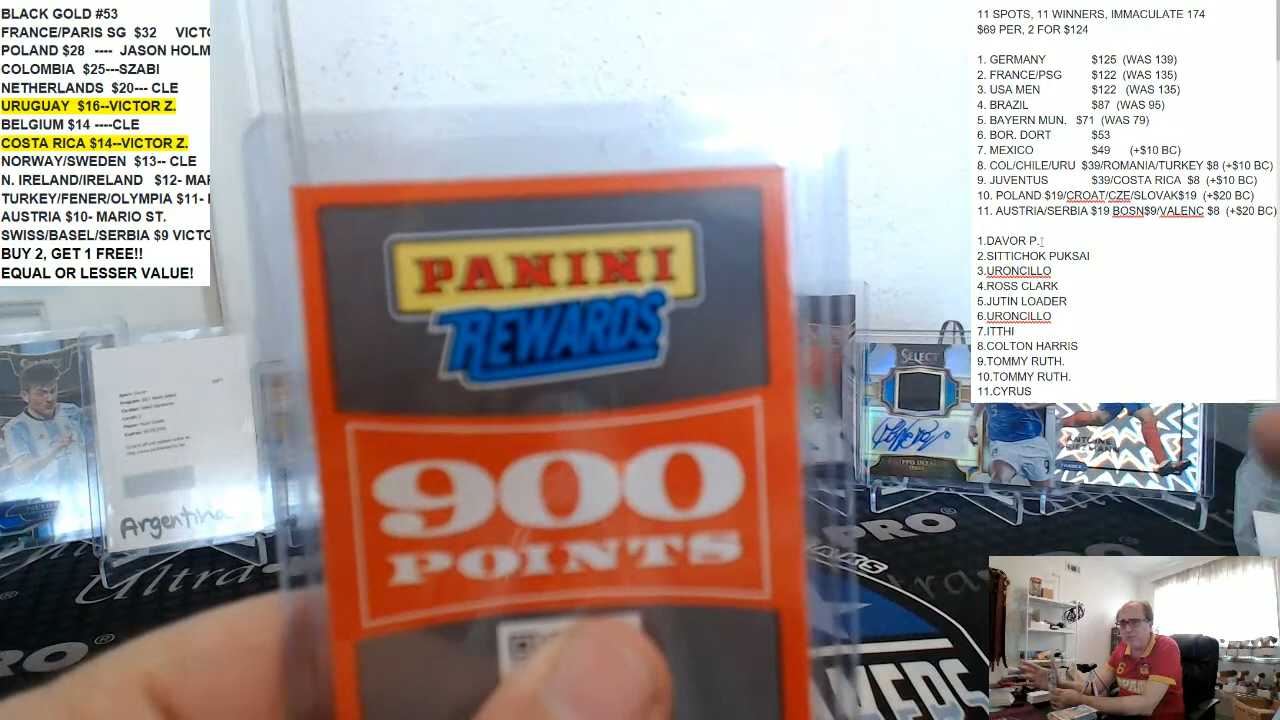 BLACK GOLD #53
FRANCE/PARIS SG $32 VICTO
POLAND $28 ---- JASON HOLM
COLOMBIA $25---SZABI
NETHERLANDS $20--- CLE
URUGUAY $16--VICTOR Z.
BELGIUM $14 ----CLE
COSTA RICA $14--VICTOR Z.
NORWAY/SWEDEN $13-- CLE
N. IRELAND/IRELAND $12- MAR
TURKEY/FENER/OLYMPIA $11-
AUSTRIA $10- MARIO ST.
SWISS/BASEL/SERBIA $9 VICTO
BUY 2, GET 1 FREE!!
EQUAL OR LESSER VALUE!
11 SPOTS, 11 WINNERS, IMMACULATE 174
$69 PER, 2 FOR $124
1. GERMANY $125 (WAS 139)
2. FRANCE/PSG $122 (WAS 135)
3. USA MEN $122 (WAS 135)
4. BRAZIL $87 (WAS 95)
5. BAYERN MUN. $71 (WAS 79)
6. BOR. DORT $53
7. MEXICO $49 (+$10 BC)
8. COL/CHILE/URU $39/ROMANIA/TURKEY $8 (+$10 BC)
9. JUVENTUS $39/COSTA RICA $8 (+$10 BC)
10. POLAND $19/CROAT/CZE/SLOVAK$19 (+$20 BC)
11. AUSTRIA/SERBIA $19 BOSN$9/VALENC $8 (+$20 BC)
1.DAVOR P.
2.SITTICHOK PUKSAI
3.URONCILLO
4.ROSS CLARK
5.JUTIN LOADER
6.URONCILLO
7.ITTHI
8.COLTON HARRIS
9.TOMMY RUTH.
10.TOMMY RUTH.
11.CYRUS
PANINI
REWARDS
900
POINTS
SELECT
ANTOINE
FRANCE
Argentina
Ultra
PRO
PRO